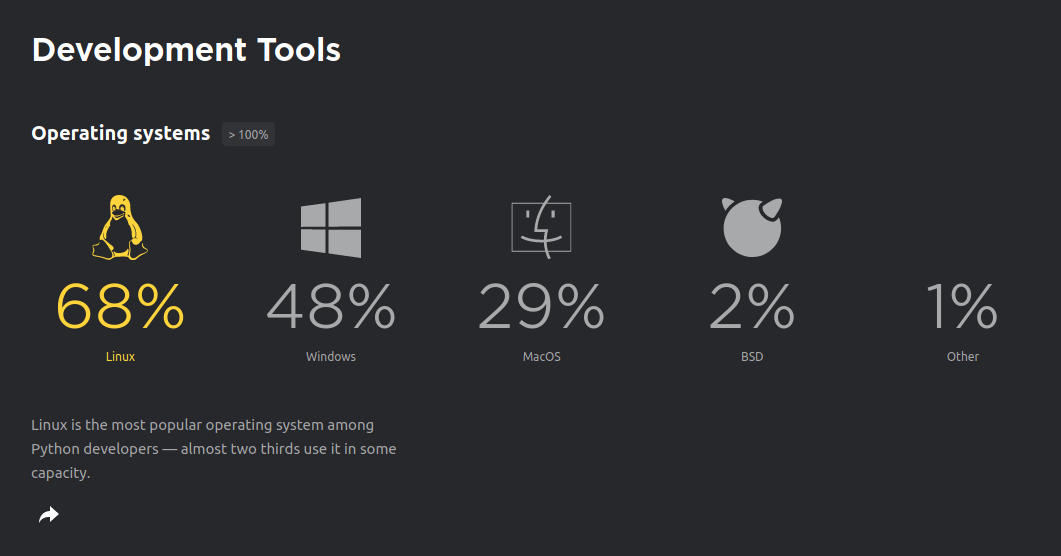 Development Tools
Operating systems > 100%
68% 48% 29% 2% 1%
Linux Windows MacOS BSD Other
Linux is the most popular operating system among
Python developers — almost two thirds use it in some
capacity.